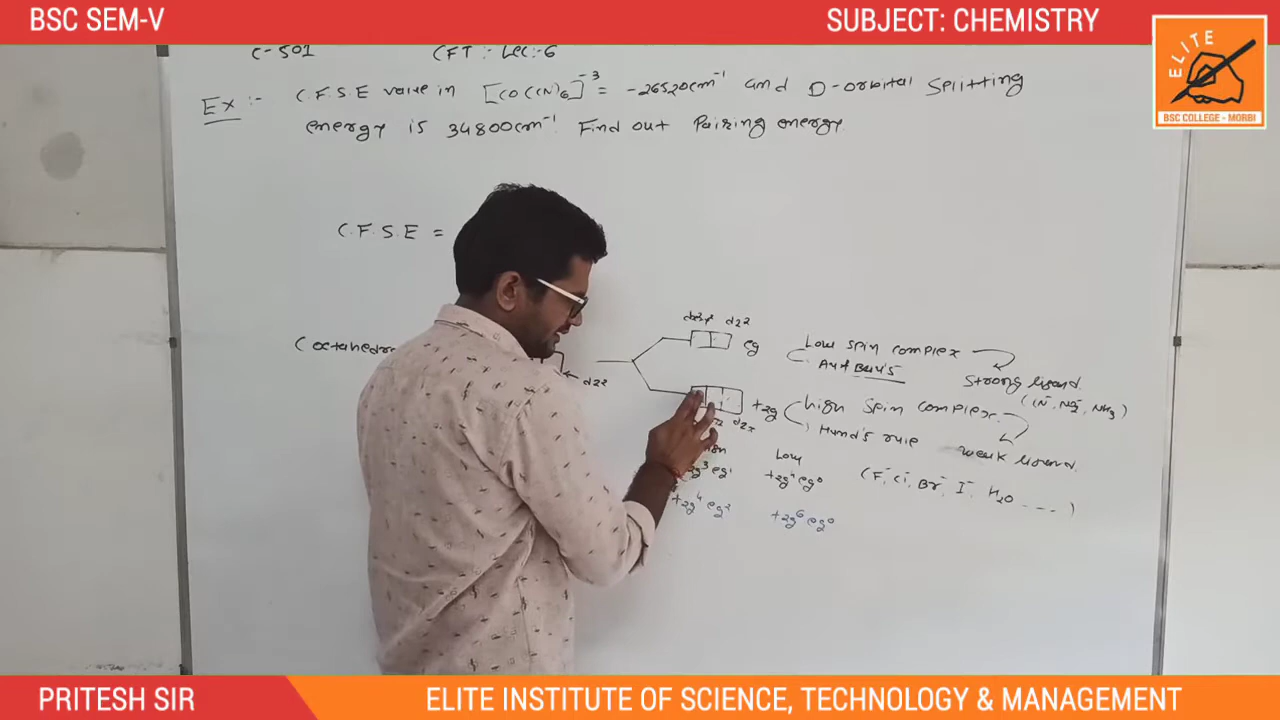 BSC SEM-V
SUBJECT: CHEMISTRY
ELITE
BSC COLLEGE - MORBI
C-501 CFT :- Lec:-6
Ex :- C.F.S.E value in [CO(CN)6]-3 = -26520cm-1 and D-orbital Splitting
energy is 34800cm-1. Find out Pairing energy.
C.F.S.E =
dz2
eg
Low spin complex
Strong ligand.
(CN-, NO2-, NH3)
Octahedra
dz2
t2g
high spin complex.
Hund's rule
weak ligand.
(F-, Cl-, Br-, I-, H2O ---- )
Low
t2g3 eg1 t2g4 eg0
t2g4 eg2 t2g6 eg0
PRITESH SIR
ELITE INSTITUTE OF SCIENCE, TECHNOLOGY & MANAGEMENT